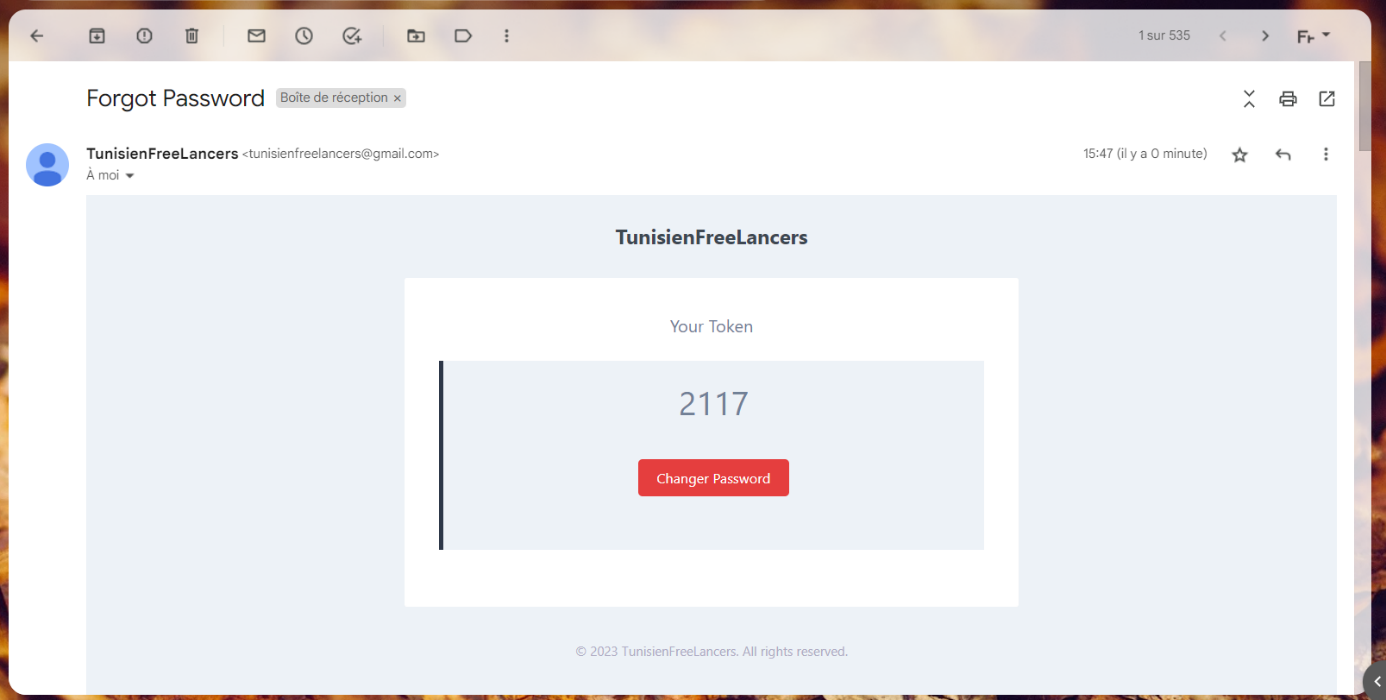 1 sur 535
Forgot Password
Boîte de réception ×
TunisienFreeLancers <tunisienfreelancers@gmail.com>
15:47 (il y a 0 minute)
À moi
TunisienFreeLancers
Your Token
2117
Changer Password
© 2023 TunisienFreeLancers. All rights reserved.